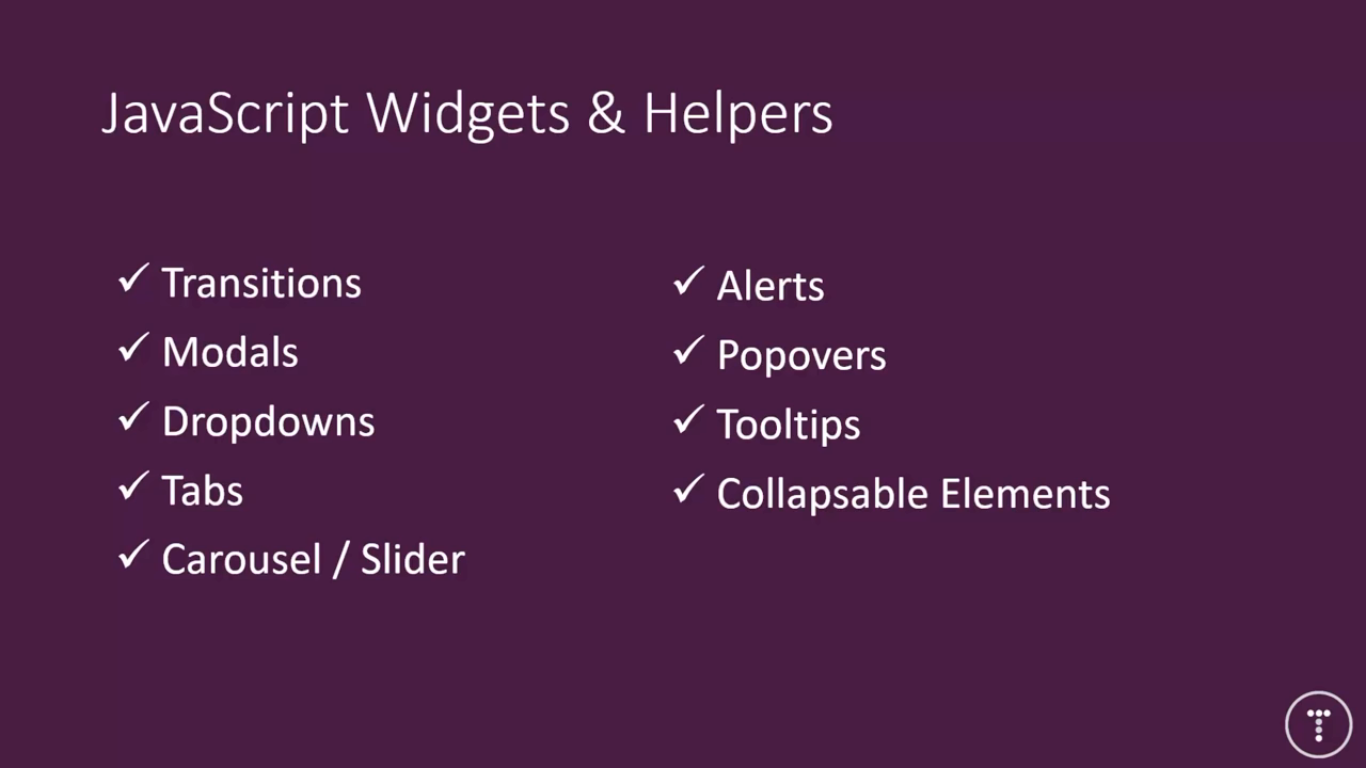 JavaScript Widgets & Helpers
✓ Transitions
✓ Modals
✓ Dropdowns
✓ Tabs
✓ Carousel / Slider
✓ Alerts
✓ Popovers
✓ Tooltips
✓ Collapsable Elements
T